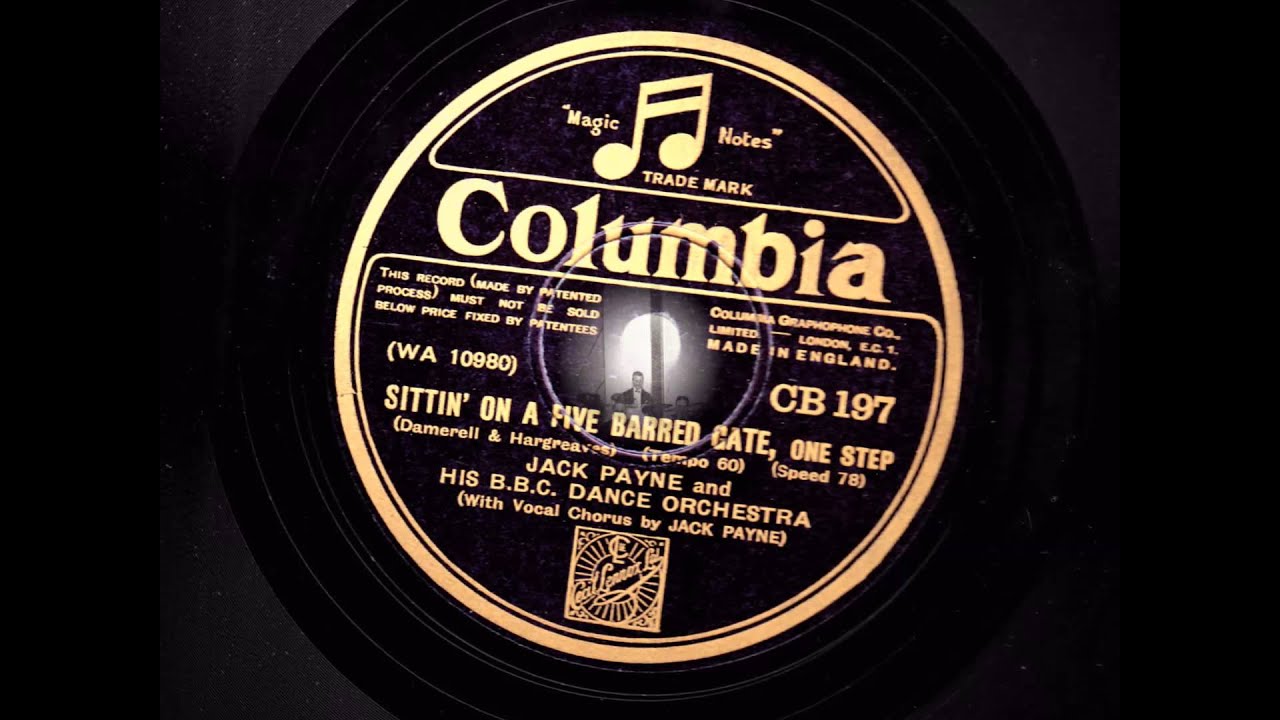 "Magic Notes"
TRADE MARK
Columbia
THIS RECORD (MADE BY PATENTED
PROCESS) MUST NOT BE SOLD
BELOW PRICE FIXED BY PATENTEES
COLUMBIA GRAPHOPHONE CO.,
LIMITED — LONDON, E.C.1.
MADE IN ENGLAND.
(WA 10980)
CB 197
SITTIN' ON A FIVE BARRED GATE, ONE STEP
(Damerell & Hargreaves) (Tempo 60) (Speed 78)
JACK PAYNE and
HIS B.B.C. DANCE ORCHESTRA
(With Vocal Chorus by JACK PAYNE)
Cecil Lennox Ltd